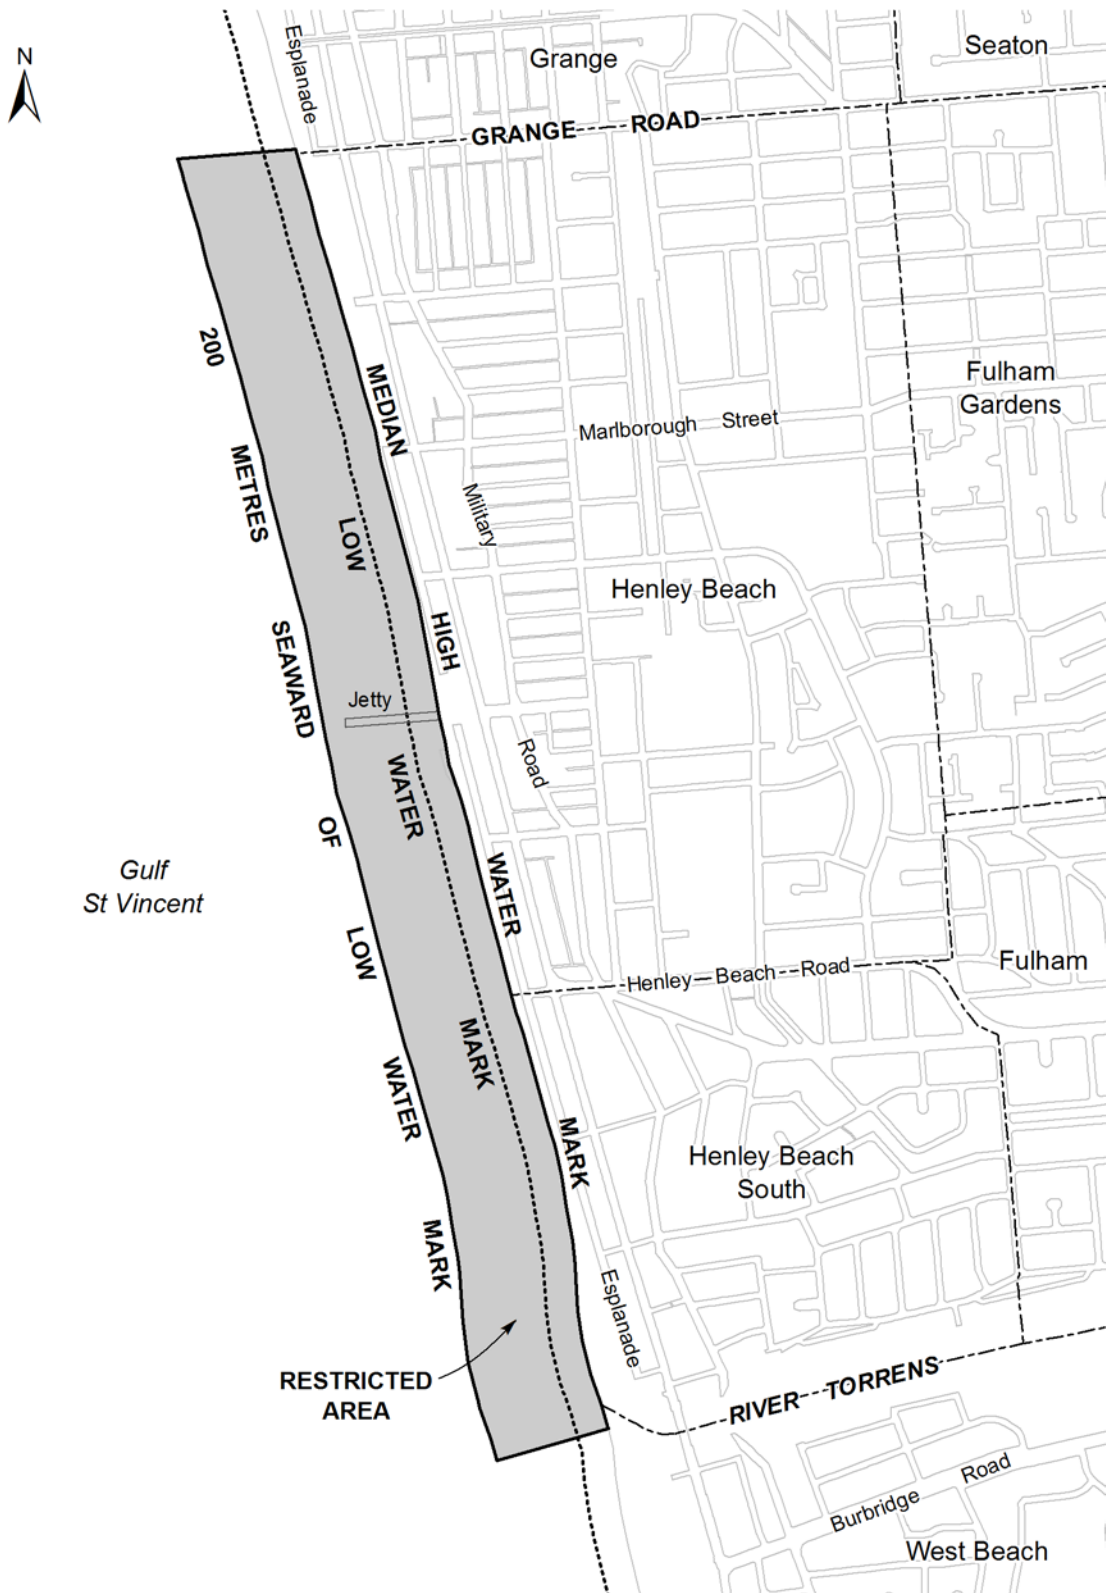 N
Esplanade
Grange
Seaton
GRANGE ROAD
200 METRES SEAWARD OF LOW WATER MARK
MEDIAN HIGH WATER MARK
LOW WATER MARK
Fulham
Gardens
Marlborough Street
Military Road
Henley Beach
Jetty
Gulf
St Vincent
Henley Beach Road
Fulham
Henley Beach
South
Esplanade
RESTRICTED
AREA
RIVER TORRENS
Burbridge Road
West Beach